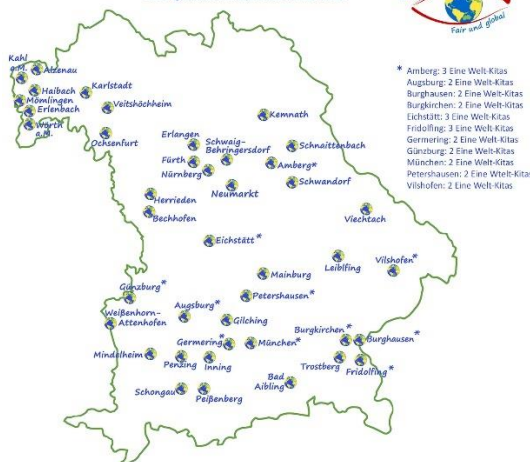 Fair und global
* Amberg: 3 Eine Welt-Kitas
Augsburg: 2 Eine Welt-Kitas
Burghausen: 2 Eine Welt-Kitas
Burgkirchen: 2 Eine Welt-Kitas
Eichstätt: 3 Eine Welt-Kitas
Fridolfing: 3 Eine Welt-Kitas
Germering: 2 Eine Welt-Kitas
Günzburg: 2 Eine Welt-Kitas
München: 2 Eine Welt-Kitas
Petershausen: 2 Eine Wtelt-Kitas
Vilshofen: 2 Eine Welt-Kitas
Kahl
a.M.
Alzenau
Haibach
Karlstadt
Mömlingen
Erlenbach
Veitshöchheim
Wörth
a.M.
Ochsenfurt
Kemnath
Erlangen
Schwaig-
Behringersdorf
Schnaittenbach
Fürth
Amberg*
Nürnberg
Schwandorf
Neumarkt
Herrieden
Bechhofen
Viechtach
Eichstätt*
Leiblfing
Vilshofen*
Mainburg
Günzburg*
Petershausen*
Augsburg*
Weißenhorn-
Attenhofen
Gilching
Burgkirchen*
Burghausen*
Germering*
München*
Mindelheim
Penzing
Inning
Trostberg
Fridolfing*
Bad
Aibling
Schongau
Peißenberg